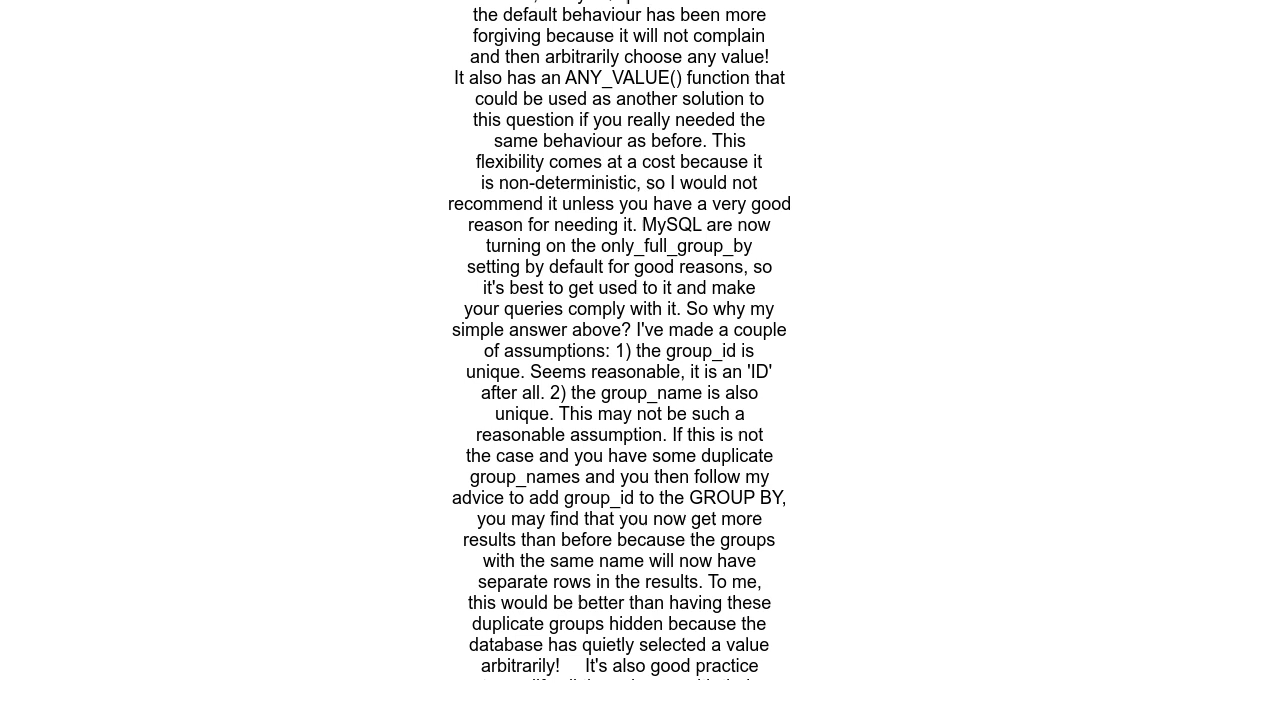 the default behaviour has been more
forgiving because it will not complain
and then arbitrarily choose any value!
It also has an ANY_VALUE() function that
could be used as another solution to
this question if you really needed the
same behaviour as before. This
flexibility comes at a cost because it
is non-deterministic, so I would not
recommend it unless you have a very good
reason for needing it. MySQL are now
turning on the only_full_group_by
setting by default for good reasons, so
it's best to get used to it and make
your queries comply with it. So why my
simple answer above? I've made a couple
of assumptions: 1) the group_id is
unique. Seems reasonable, it is an 'ID'
after all. 2) the group_name is also
unique. This may not be such a
reasonable assumption. If this is not
the case and you have some duplicate
group_names and you then follow my
advice to add group_id to the GROUP BY,
you may find that you now get more
results than before because the groups
with the same name will now have
separate rows in the results. To me,
this would be better than having these
duplicate groups hidden because the
database has quietly selected a value
arbitrarily! It's also good practice